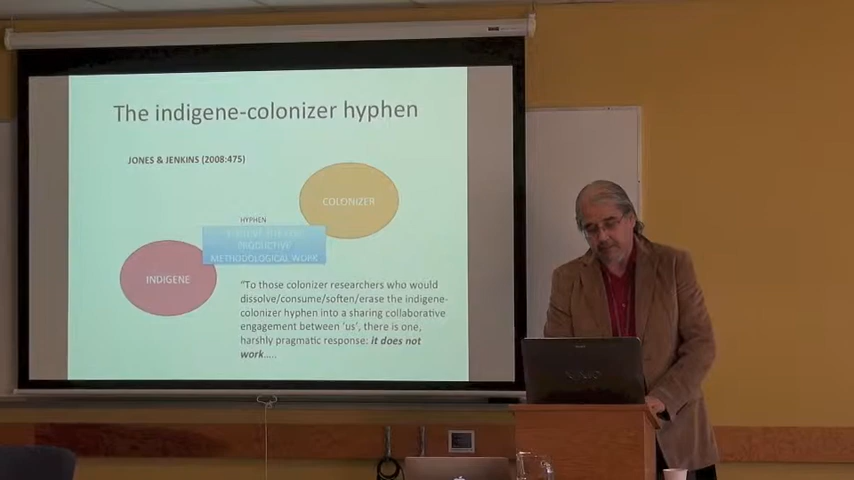 The indigene-colonizer hyphen
JONES & JENKINS (2008:475)
COLONIZER
HYPHEN
PRODUCTIVE
METHODOLOGICAL WORK
INDIGENE
"To those colonizer researchers who would
dissolve/consume/soften/erase the indigene-
colonizer hyphen into a sharing collaborative
engagement by between 'us', there is one,
harshly pragmatic response: it does not
work.....
VAIO